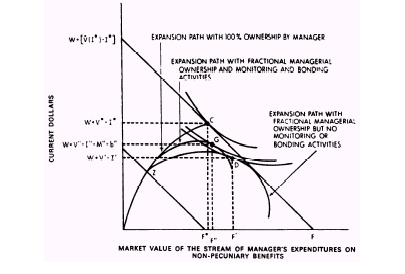 W+[V̂(I*)-I*]
EXPANSION PATH WITH 100% OWNERSHIP BY MANAGER
EXPANSION PATH WITH FRACTIONAL MANAGERIAL
OWNERSHIP AND MONITORING AND BONDING
ACTIVITIES
EXPANSION PATH WITH
FRACTIONAL MANAGERIAL
OWNERSHIP BUT NO
MONITORING OR
BONDING ACTIVITIES
CURRENT DOLLARS
W+V*-I*
C
W+V"-I"-M"-b"
G
W+V'-I'
D
Z
F*
F"
F'
F
MARKET VALUE OF THE STREAM OF MANAGER'S EXPENDITURES ON
NON-PECUNIARY BENEFITS